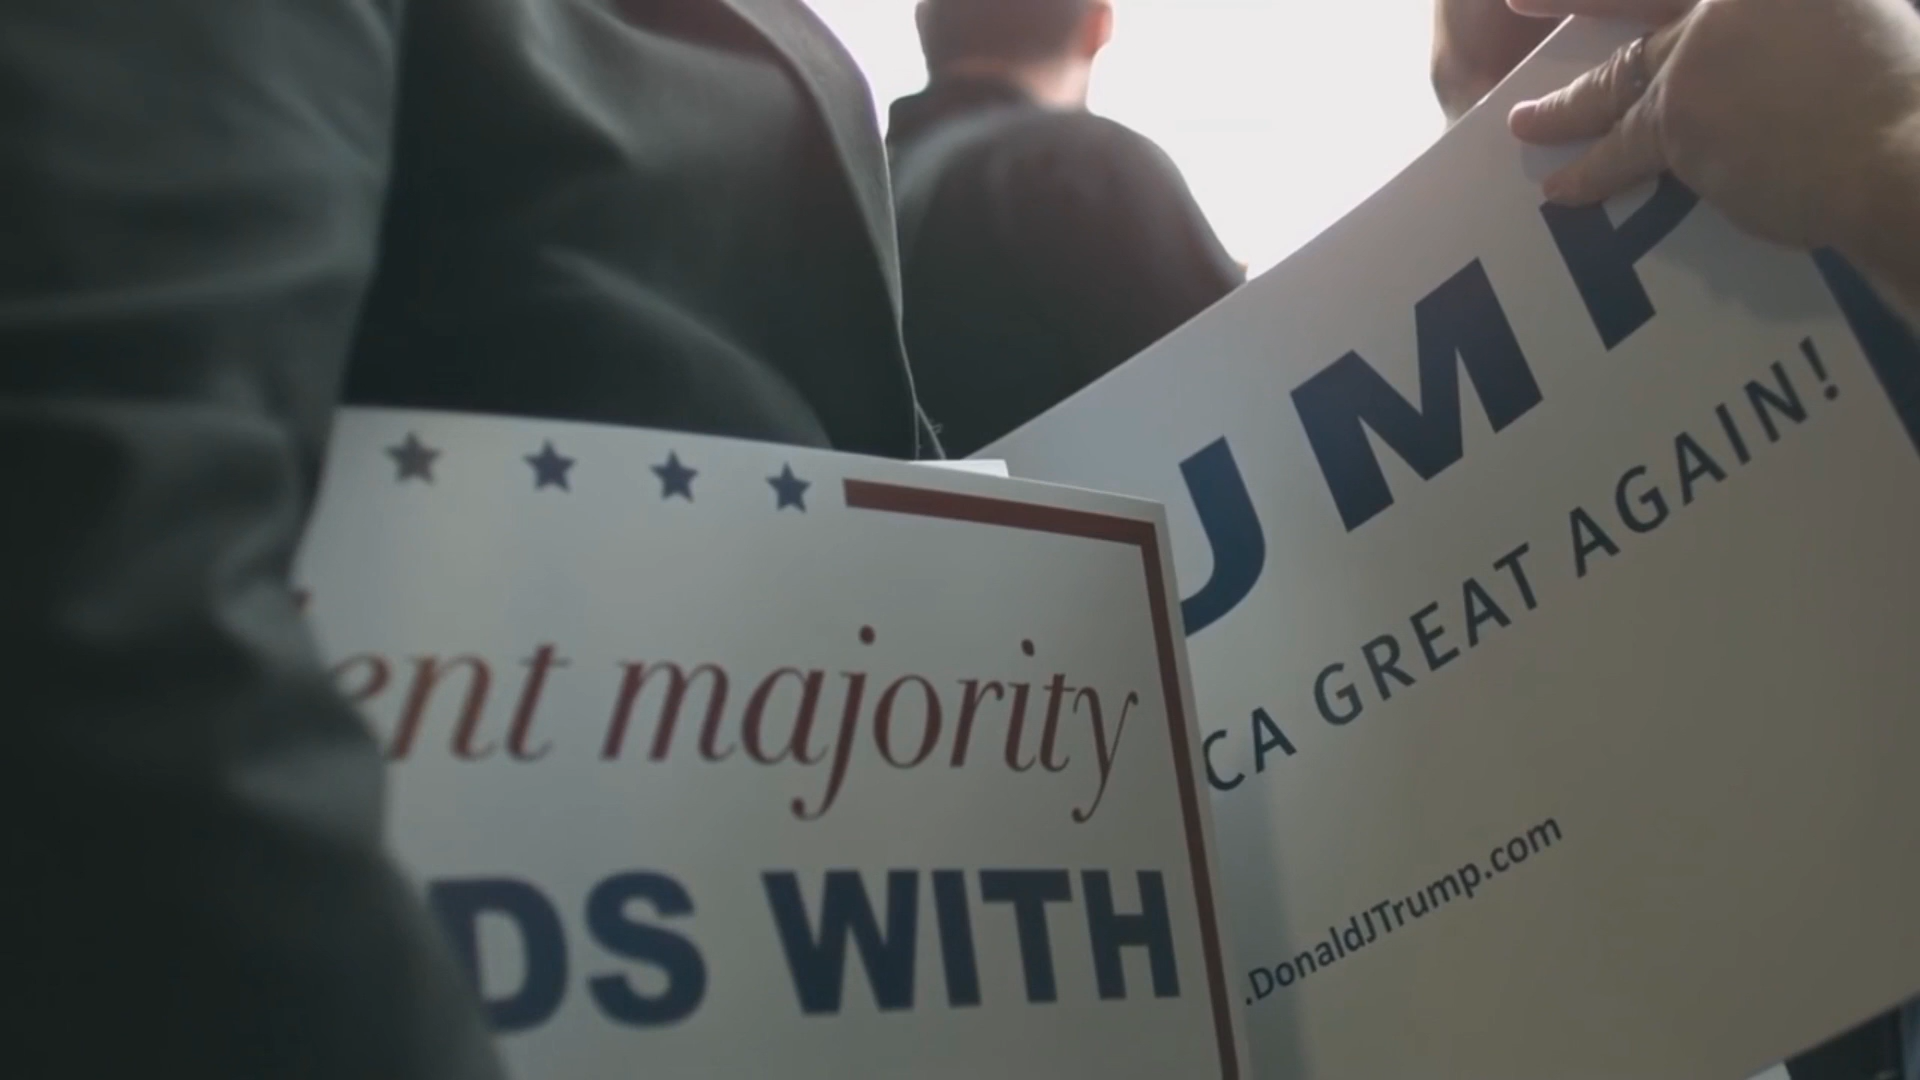 ent majority
DS WITH
UMP
CA GREAT AGAIN!
.DonaldJTrump.com